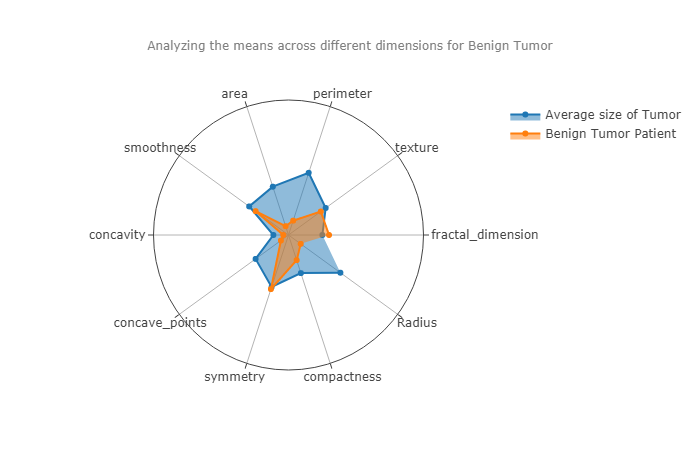 Analyzing the means across different dimensions for Benign Tumor
area
perimeter
Average size of Tumor
Benign Tumor Patient
smoothness
texture
concavity
fractal_dimension
concave_points
Radius
symmetry
compactness